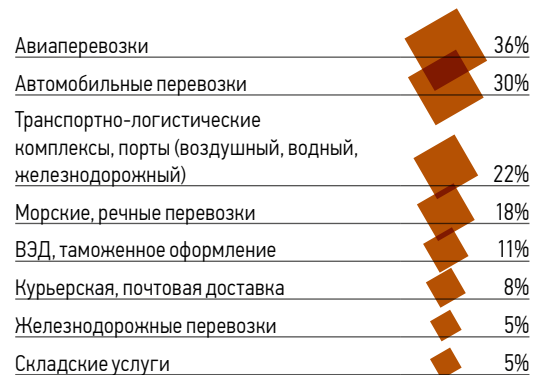 Авиаперевозки 36%
Автомобильные перевозки 30%
Транспортно-логистические
комплексы, порты (воздушный, водный,
железнодорожный) 22%
Морские, речные перевозки 18%
ВЭД, таможенное оформление 11%
Курьерская, почтовая доставка 8%
Железнодорожные перевозки 5%
Складские услуги 5%